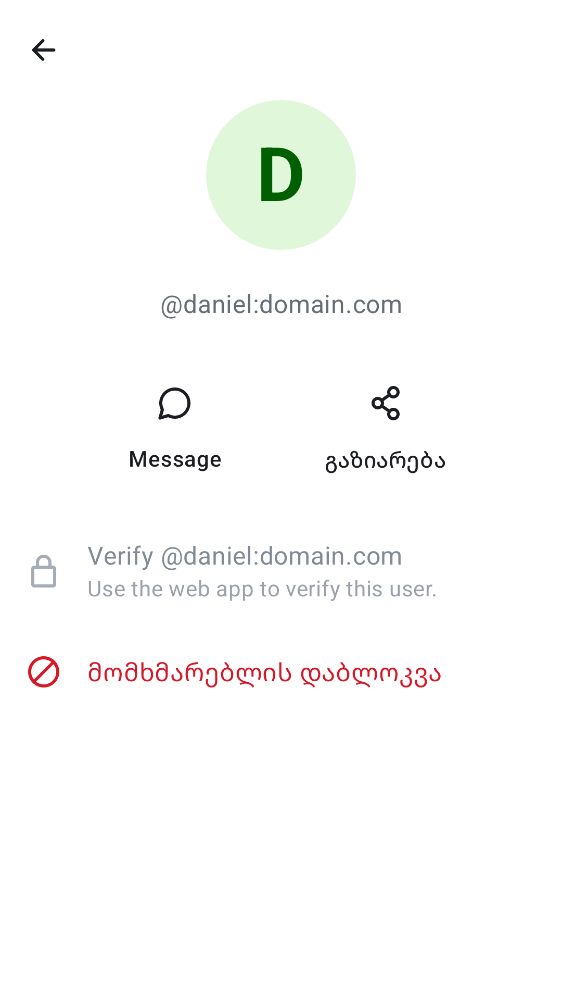 D
@daniel:domain.com
Message
გაზიარება
Verify @daniel:domain.com
Use the web app to verify this user.
მომხმარებლის დაბლოკვა